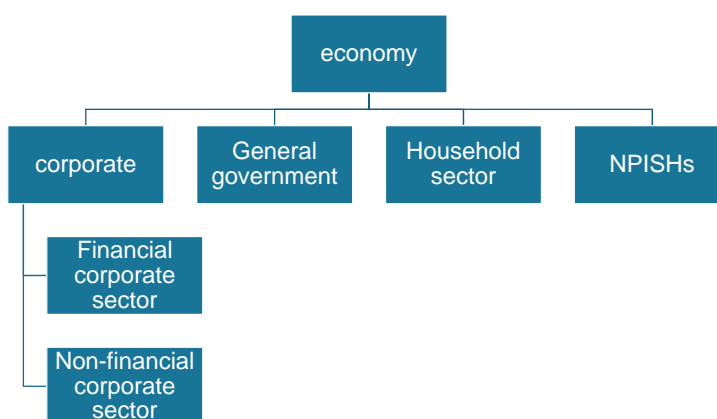 economy
corporate
General
government
Household
sector
NPISHs
Financial
corporate
sector
Non-financial
corporate
sector